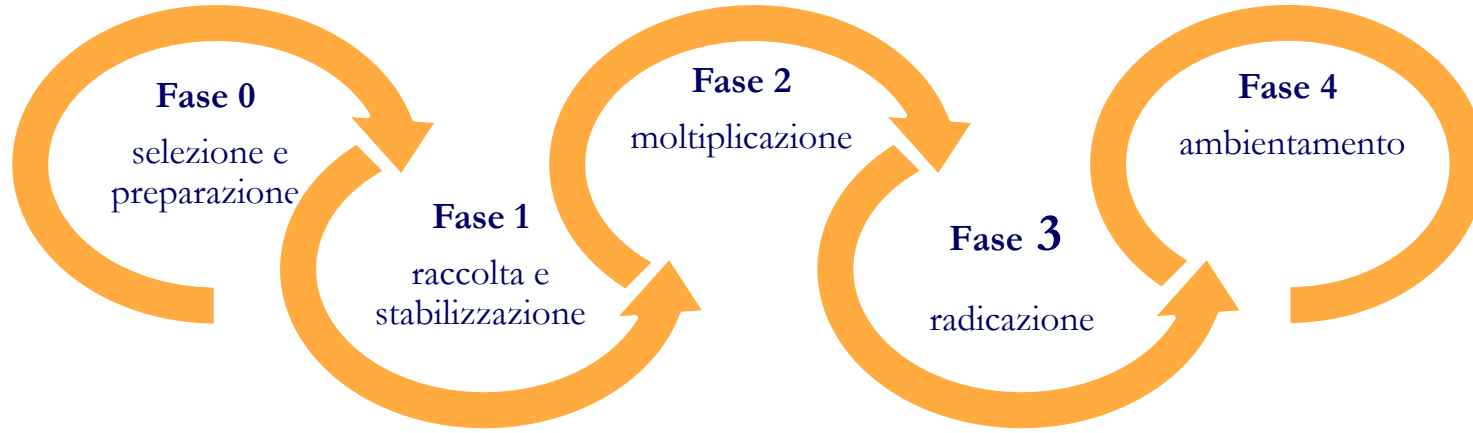 Fase 0
selezione e
preparazione
Fase 1
raccolta e
stabilizzazione
Fase 2
moltiplicazione
Fase 3
radicazione
Fase 4
ambientamento